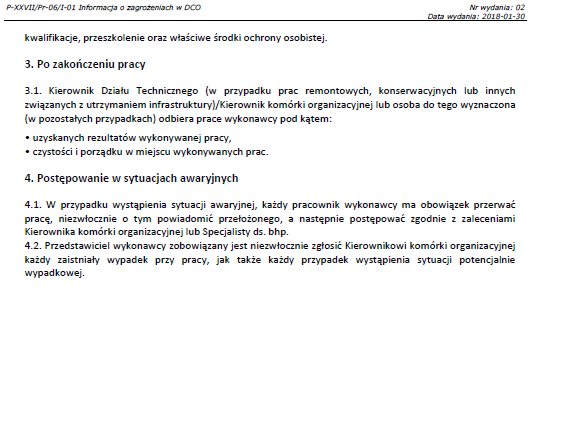 P-XXVII/Pr-06/I-01 Informacja o zagrożeniach w DCO
Nr wydania: 02
Data wydania: 2018-01-30
kwalifikacje, przeszkolenie oraz właściwe środki ochrony osobistej.
3. Po zakończeniu pracy
3.1. Kierownik Działu Technicznego (w przypadku prac remontowych, konserwacyjnych lub innych
związanych z utrzymaniem infrastruktury)/Kierownik komórki organizacyjnej lub osoba do tego wyznaczona
(w pozostałych przypadkach) odbiera prace wykonawcy pod kątem:
• uzyskanych rezultatów wykonywanej pracy,
• czystości i porządku w miejscu wykonywanych prac.
4. Postępowanie w sytuacjach awaryjnych
4.1. W przypadku wystąpienia sytuacji awaryjnej, każdy pracownik wykonawcy ma obowiązek przerwać
pracę, niezwłocznie o tym powiadomić przełożonego, a następnie postępować zgodnie z zaleceniami
Kierownika komórki organizacyjnej lub Specjalisty ds. bhp.
4.2. Przedstawiciel wykonawcy zobowiązany jest niezwłocznie zgłosić Kierownikowi komórki organizacyjnej
każdy zaistniały wypadek przy pracy, jak także każdy przypadek wystąpienia sytuacji potencjalnie
wypadkowej.